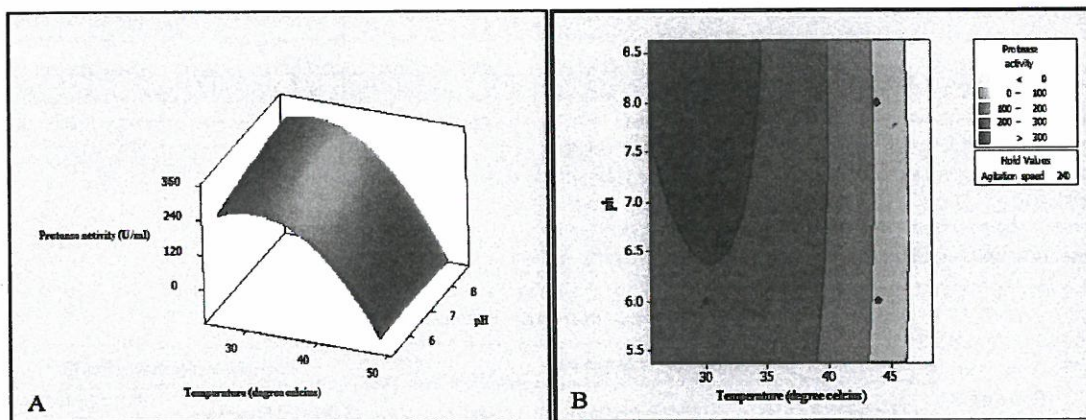 350
240
120
0
Protease activity (U/ml)
30
40
50
Temperature (degree celcius)
6
7
8
pH
A
8.5
8.0
7.5
7.0
6.5
6.0
5.5
pH
30
35
40
45
Temperature (degree celcius)
B
Protease
activity
< 0
0 – 100
100 – 200
200 – 300
> 300
Hold Values
Agitation speed 240